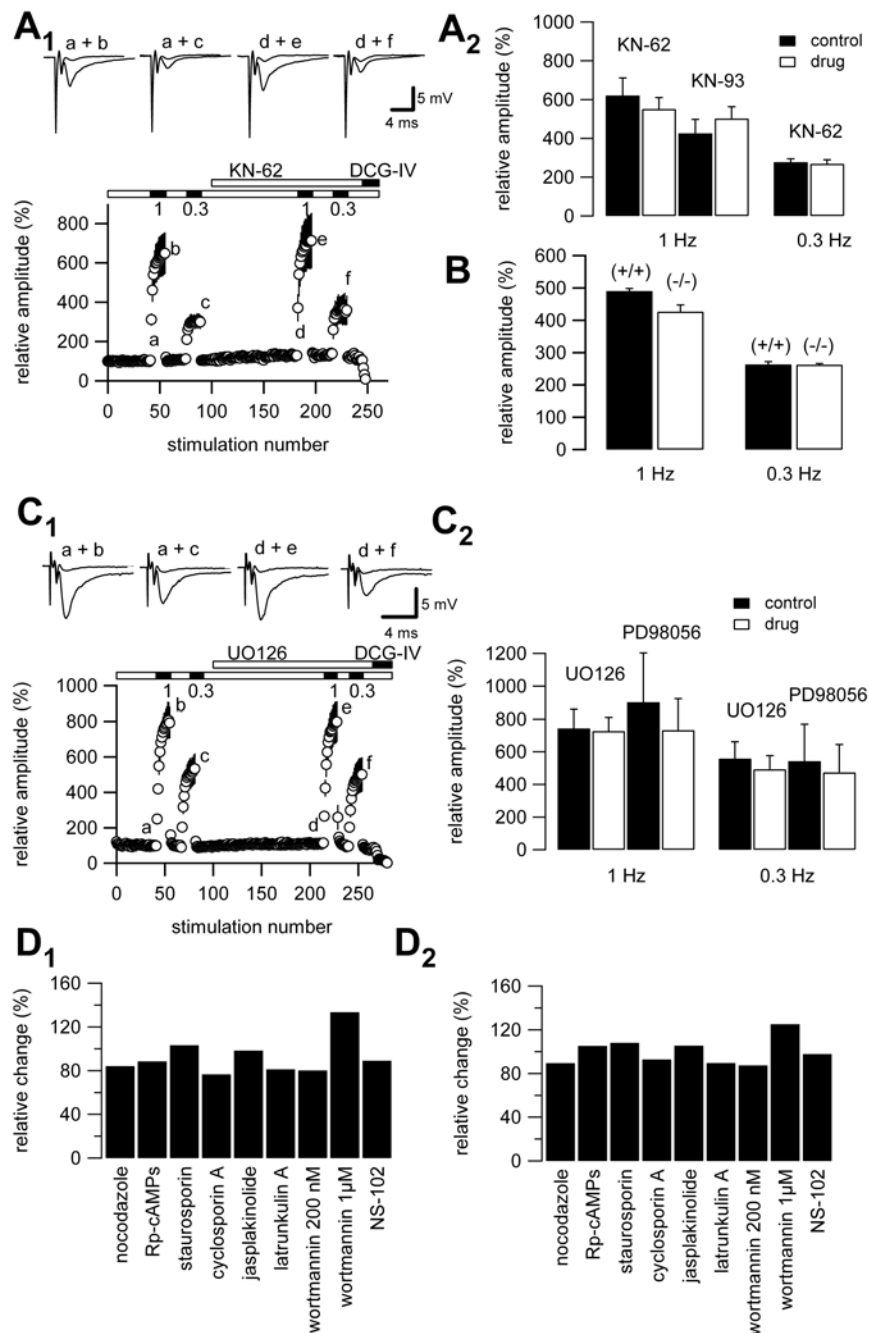 A1
a + b
a + c
d + e
d + f
5 mV
4 ms
KN-62
DCG-IV
1
0.3
1
0.3
relative amplitude (%)
800
600
400
200
0
b
c
a
e
f
d
0
50
100
150
200
250
stimulation number
A2
control
drug
relative amplitude (%)
1000
800
600
400
200
0
KN-62
KN-93
KN-62
1 Hz
0.3 Hz
B
relative amplitude (%)
600
500
400
300
200
100
0
(+/+)
(-/-)
(+/+)
(-/-)
1 Hz
0.3 Hz
C1
a + b
a + c
d + e
d + f
5 mV
4 ms
UO126
DCG-IV
1
0.3
1
0.3
relative amplitude (%)
1000
800
600
400
200
0
b
c
a
e
f
d
0
50
100
150
200
250
stimulation number
C2
control
drug
relative amplitude (%)
1200
1000
800
600
400
200
0
UO126
PD98056
UO126
PD98056
1 Hz
0.3 Hz
D1
relative change (%)
160
120
80
40
0
nocodazole
Rp-cAMPs
staurosporin
cyclosporin A
jasplakinolide
latrunkulin A
wortmannin 200 nM
wortmannin 1µM
NS-102
D2
relative change (%)
160
120
80
40
0
nocodazole
Rp-cAMPs
staurosporin
cyclosporin A
jasplakinolide
latrunkulin A
wortmannin 200 nM
wortmannin 1µM
NS-102